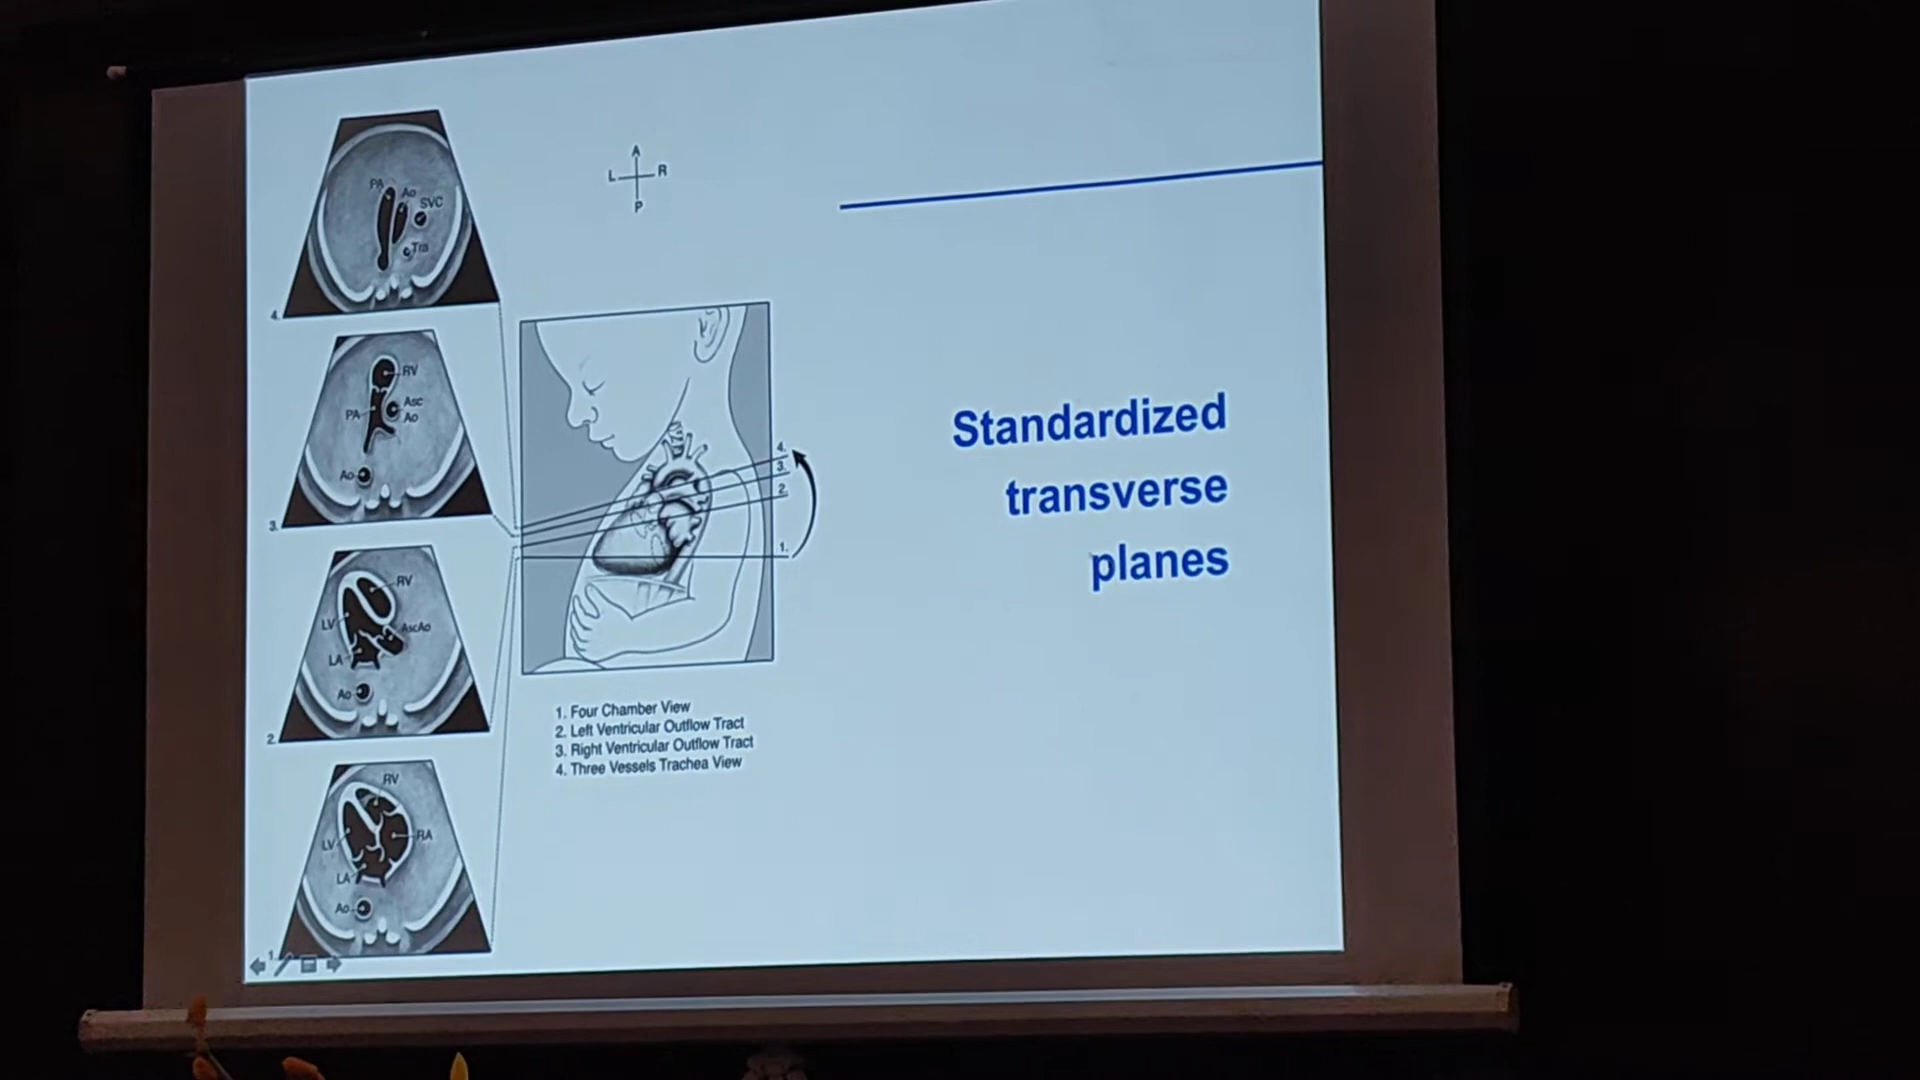 A
L
R
P
PA
Ao
SVC
Tra
4.
RV
PA
Asc
Ao
Ao
3.
RV
LV
AscAo
LA
Ao
2.
RV
LV
RA
LA
Ao
1.
4.
3.
2.
1.
1. Four Chamber View
2. Left Ventricular Outflow Tract
3. Right Ventricular Outflow Tract
4. Three Vessels Trachea View
Standardized
transverse
planes